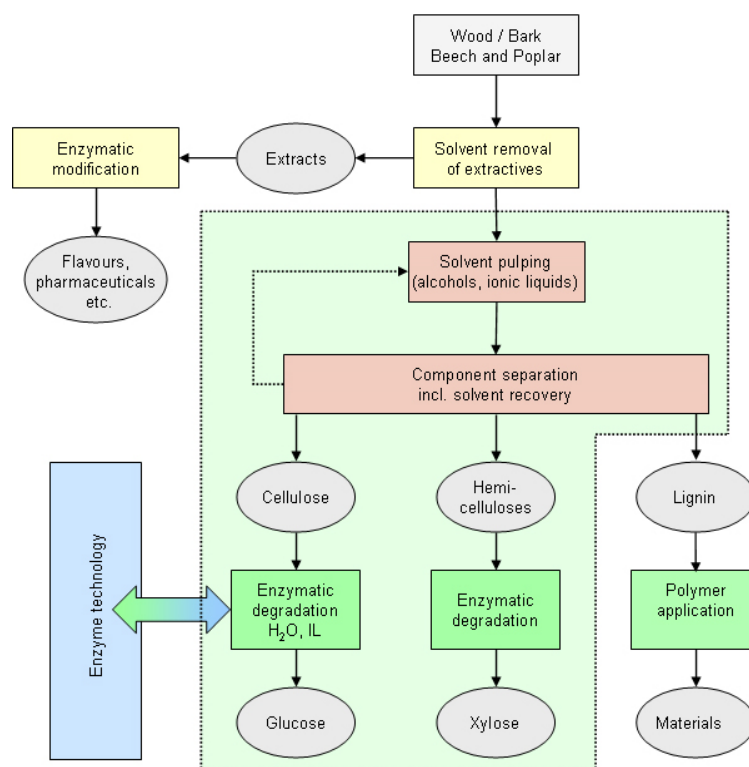 Wood / Bark
Beech and Poplar
Enzymatic
modification
Extracts
Solvent removal
of extractives
Flavours,
pharmaceuticals
etc.
Solvent pulping
(alcohols, ionic liquids)
Component separation
incl. solvent recovery
Cellulose
Hemi-
celluloses
Lignin
Enzyme technology
Enzymatic
degradation
H₂O, IL
Enzymatic
degradation
Polymer
application
Glucose
Xylose
Materials